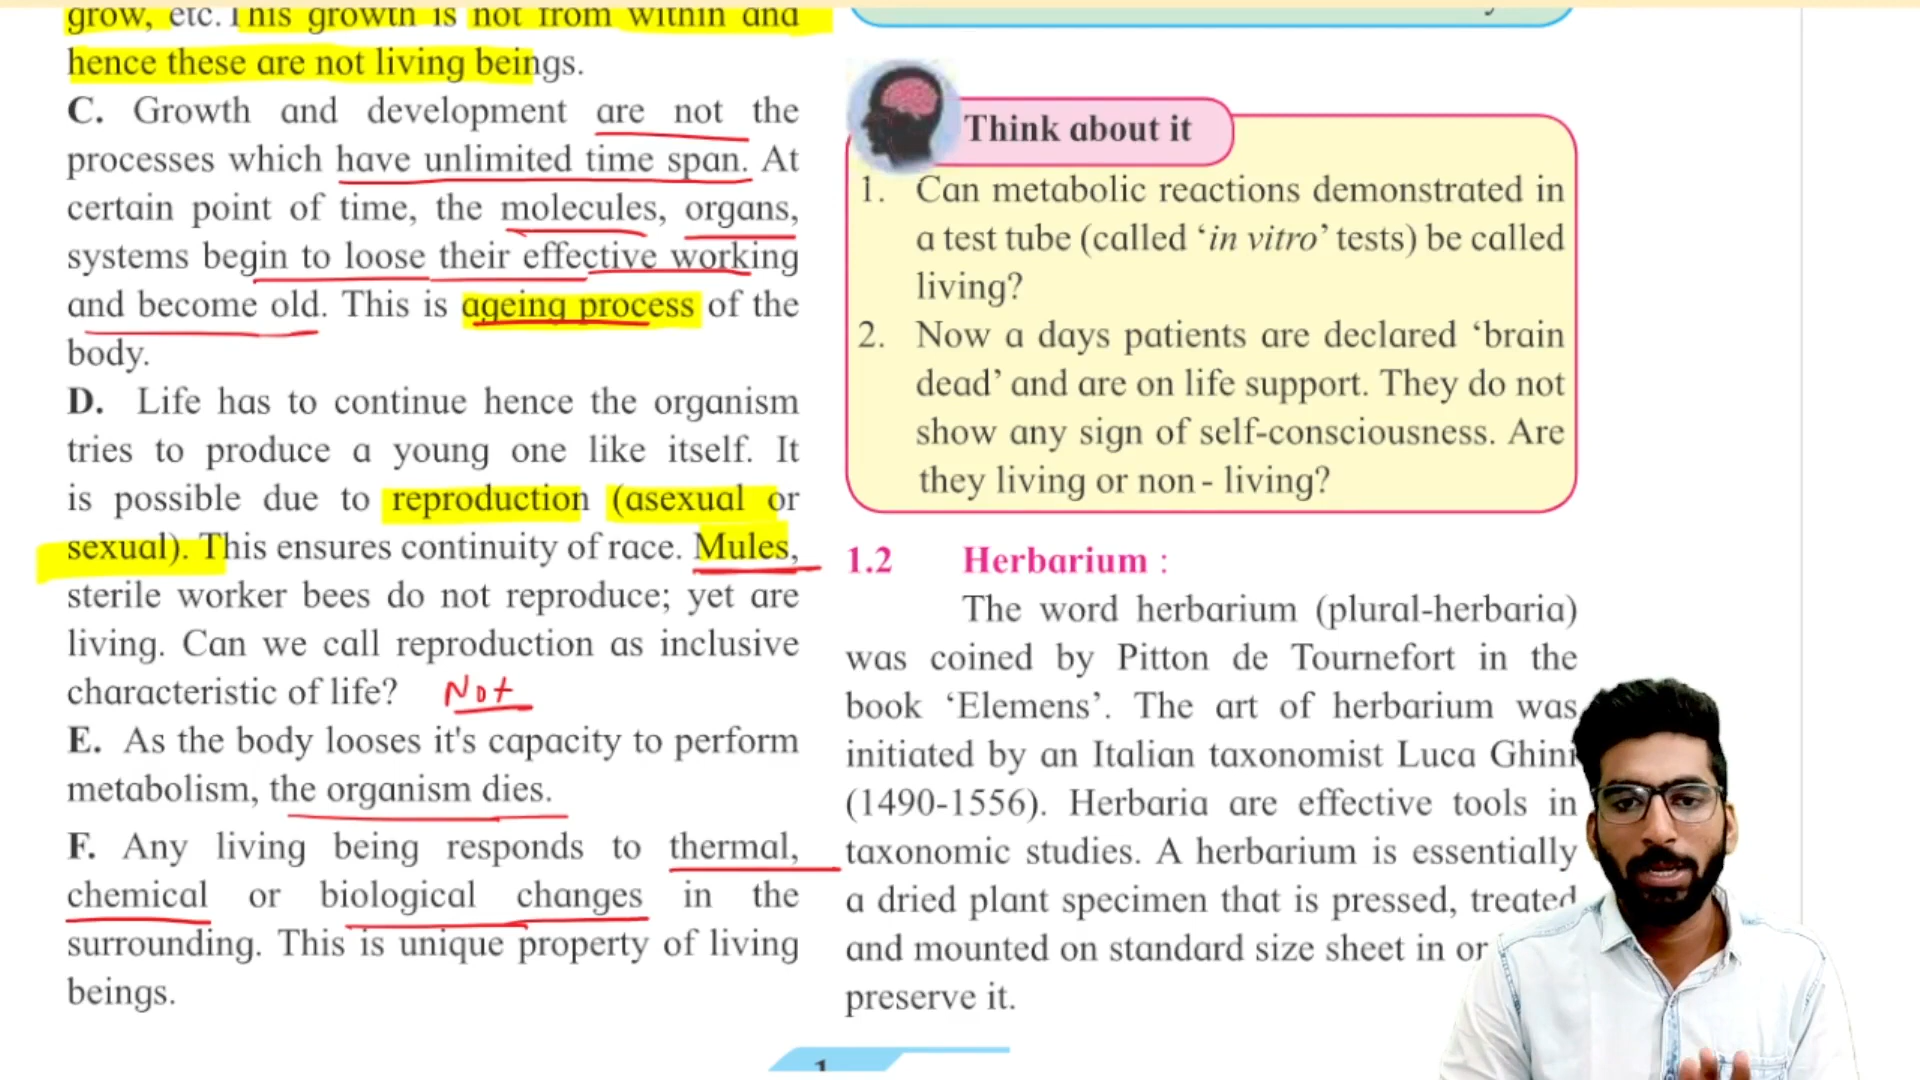 grow, etc. This growth is not from within and
hence these are not living beings.
C. Growth and development are not the
processes which have unlimited time span. At
certain point of time, the molecules, organs,
systems begin to loose their effective working
and become old. This is ageing process of the
body.
D. Life has to continue hence the organism
tries to produce a young one like itself. It
is possible due to reproduction (asexual or
sexual). This ensures continuity of race. Mules,
sterile worker bees do not reproduce; yet are
living. Can we call reproduction as inclusive
characteristic of life? Not
E. As the body looses it's capacity to perform
metabolism, the organism dies.
F. Any living being responds to thermal,
chemical or biological changes in the
surrounding. This is unique property of living
beings.
Think about it
1. Can metabolic reactions demonstrated in
a test tube (called ‘in vitro’ tests) be called
living?
2. Now a days patients are declared ‘brain
dead’ and are on life support. They do not
show any sign of self-consciousness. Are
they living or non - living?
1.2 Herbarium :
The word herbarium (plural-herbaria)
was coined by Pitton de Tournefort in the
book ‘Elemens’. The art of herbarium was
initiated by an Italian taxonomist Luca Ghini
(1490-1556). Herbaria are effective tools in
taxonomic studies. A herbarium is essentially
a dried plant specimen that is pressed, treated
and mounted on standard size sheet in or
preserve it.
1